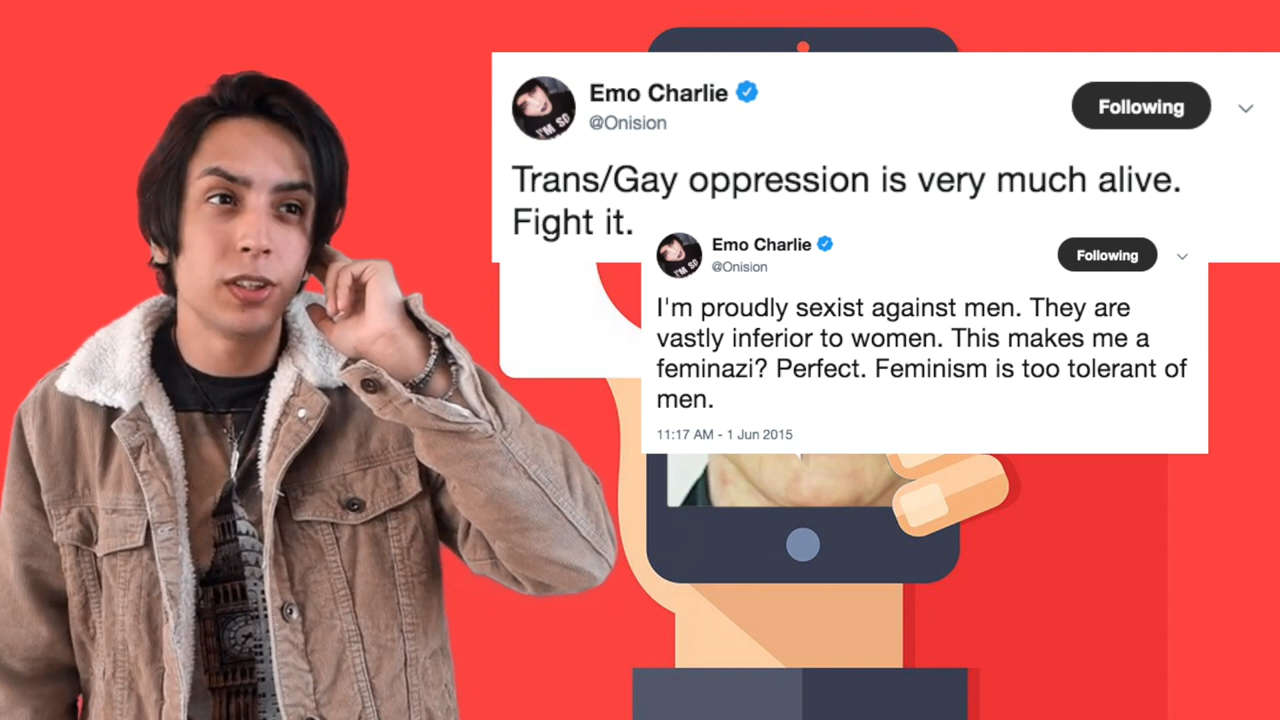 Emo Charlie
@Onision
Following
Trans/Gay oppression is very much alive.
Fight it.
Emo Charlie
@Onision
Following
I'm proudly sexist against men. They are
vastly inferior to women. This makes me a
feminazi? Perfect. Feminism is too tolerant of
men.
11:17 AM - 1 Jun 2015
I'M SO
I'M SO